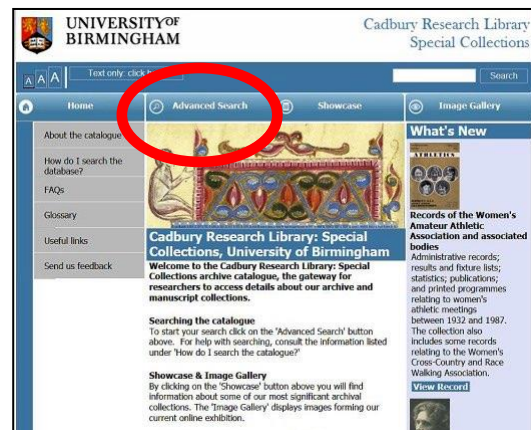 UNIVERSITY OF
BIRMINGHAM
Cadbury Research Library
Special Collections
A A A
Text only: click
Search
Home
Advanced Search
Showcase
Image Gallery
About the catalogue
How do I search the
database?
FAQs
Glossary
Useful links
Send us feedback
Cadbury Research Library: Special
Collections, University of Birmingham
Welcome to the Cadbury Research Library: Special
Collections archive catalogue, the gateway for
researchers to access details about our archive and
manuscript collections.
Searching the catalogue
To start your search click on the 'Advanced Search' button
above. For help with searching, consult the information listed
under 'How do I search the catalogue?'
Showcase & Image Gallery
By clicking on the 'Showcase' button above you will find
information about some of our most significant archival
collections. The 'Image Gallery' displays images forming our
current online exhibition.
What's New
ATHLETICS
Records of the Women's
Amateur Athletic
Association and associated
bodies
Administrative records;
results and fixture lists;
statistics; publications;
and printed programmes
relating to women's
athletic meetings
between 1932 and 1987.
The collection also
includes some records
relating to the Women's
Cross-Country and Race
Walking Association.
View Record